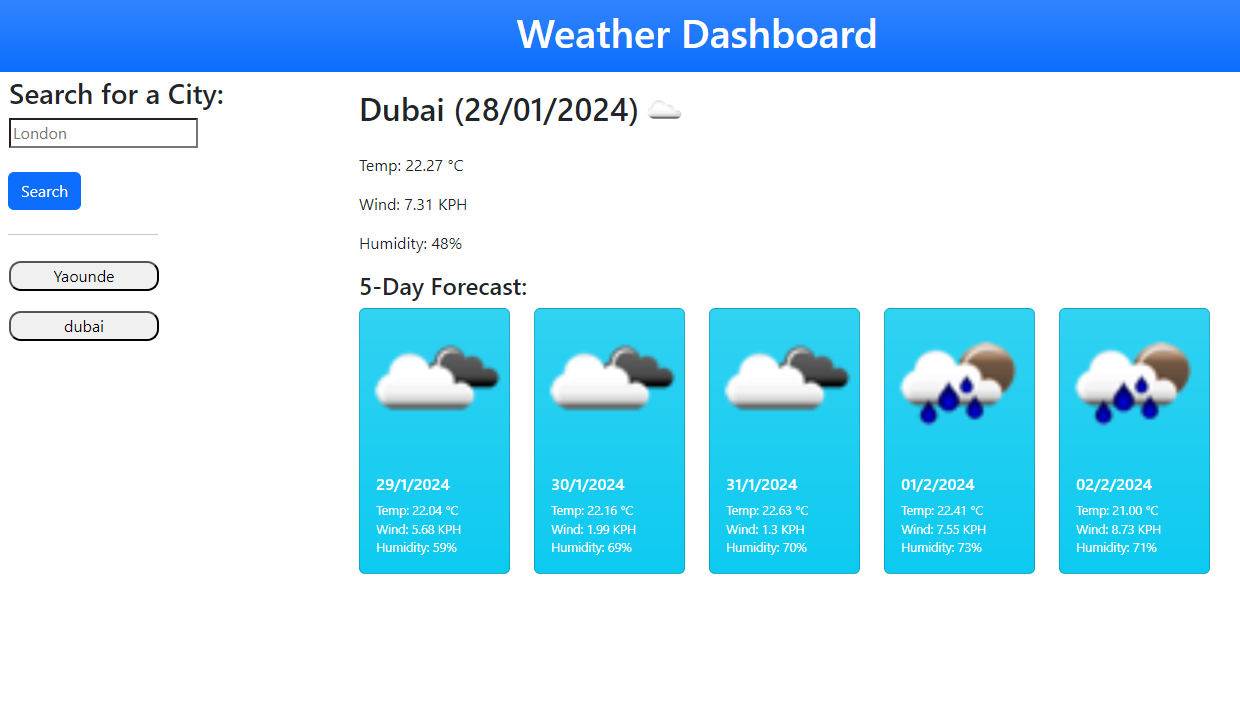 Weather Dashboard
Search for a City:
London
Search
Yaounde
dubai
Dubai (28/01/2024)
Temp: 22.27 °C
Wind: 7.31 KPH
Humidity: 48%
5-Day Forecast:
29/1/2024
Temp: 22.04 °C
Wind: 5.68 KPH
Humidity: 59%
30/1/2024
Temp: 22.16 °C
Wind: 1.99 KPH
Humidity: 69%
31/1/2024
Temp: 22.63 °C
Wind: 1.3 KPH
Humidity: 70%
01/2/2024
Temp: 22.41 °C
Wind: 7.55 KPH
Humidity: 73%
02/2/2024
Temp: 21.00 °C
Wind: 8.73 KPH
Humidity: 71%